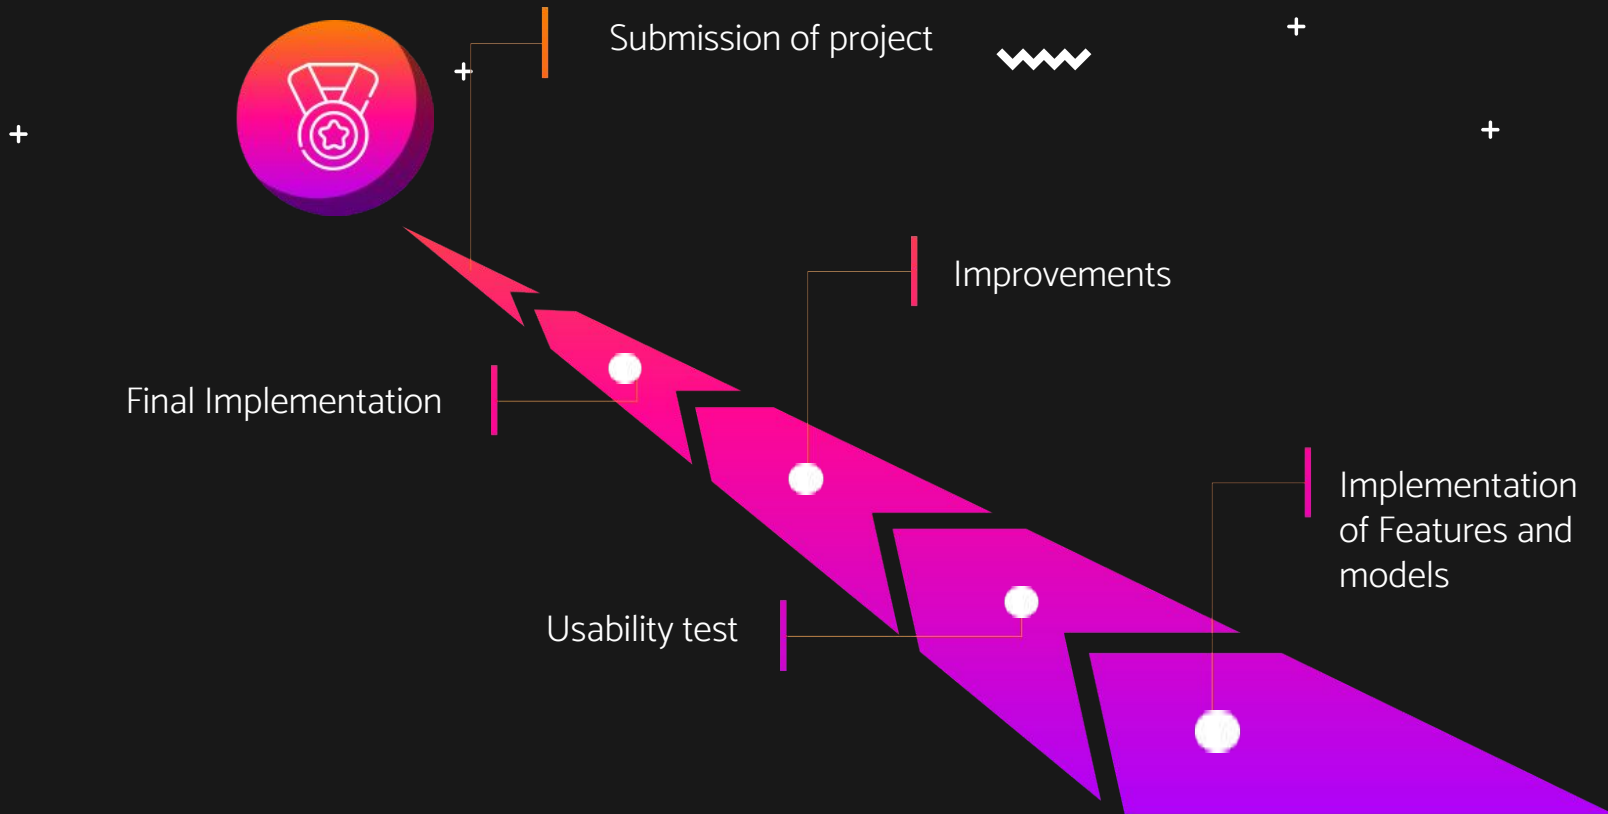 Submission of project
Improvements
Final Implementation
Implementation
of Features and
models
Usability test